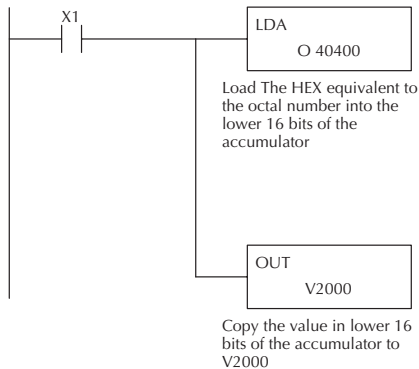 X1
LDA
O 40400
Load The HEX equivalent to
the octal number into the
lower 16 bits of the
accumulator
OUT
V2000
Copy the value in lower 16
bits of the accumulator to
V2000